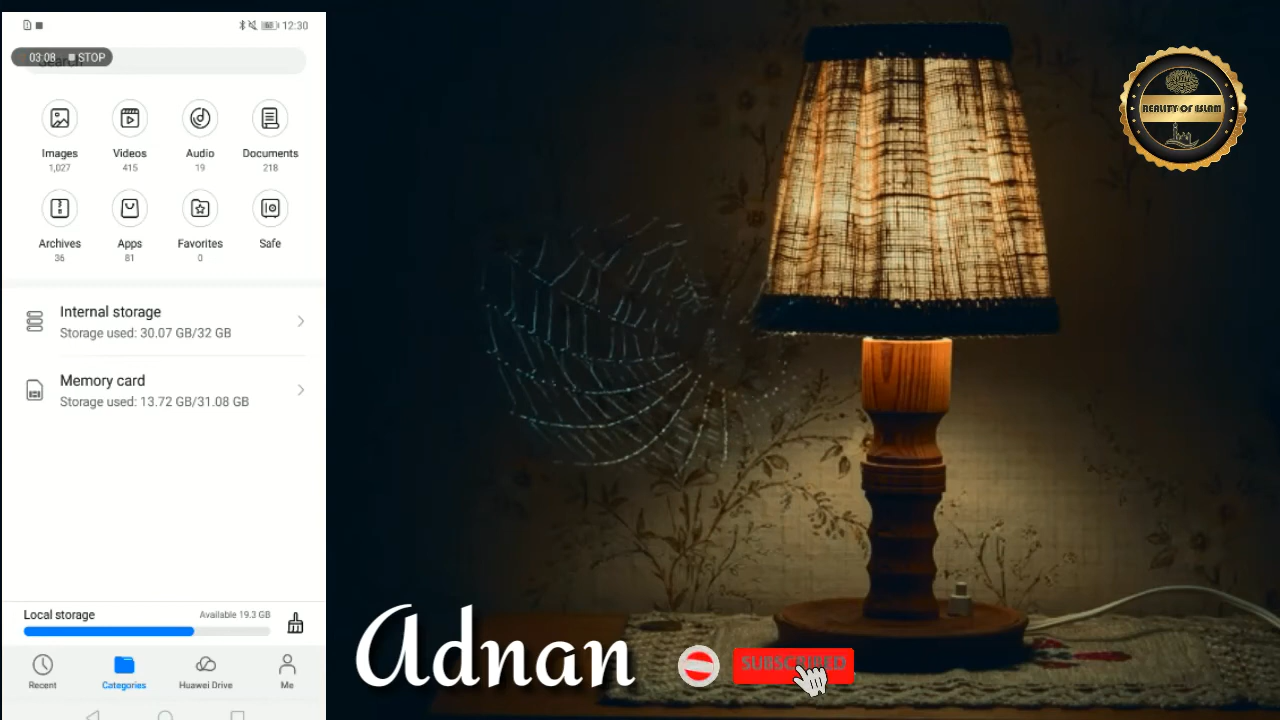 12:30
03:08 STOP
Search
Images
1,027
Videos
415
Audio
19
Documents
218
Archives
36
Apps
81
Favorites
0
Safe
Internal storage
Storage used: 30.07 GB/32 GB
Memory card
Storage used: 13.72 GB/31.08 GB
Local storage
Available 19.3 GB
Recent
Categories
Huawei Drive
Me
REALITY OF ISLAM
Adnan
SUBSCRIBED